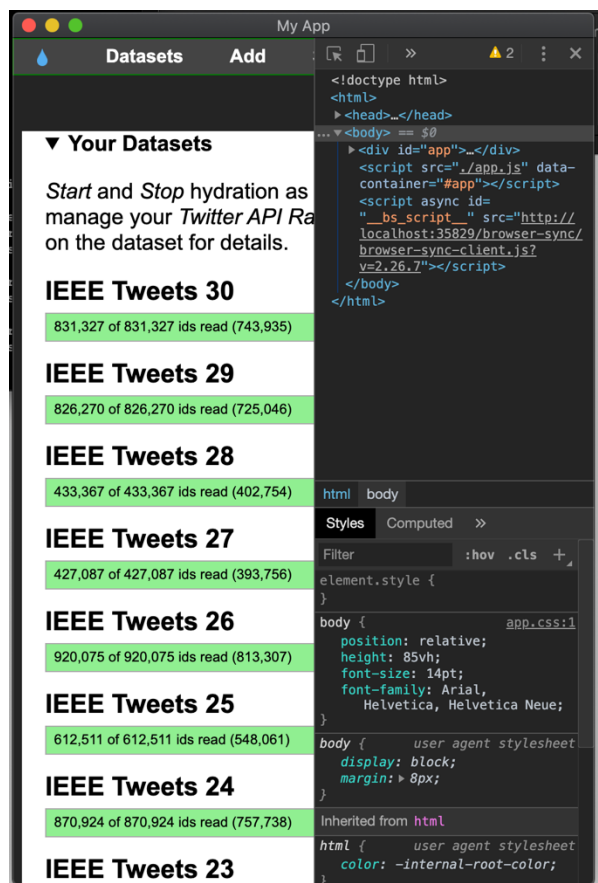 My App
Datasets Add
▼ Your Datasets
Start and Stop hydration as
manage your Twitter API Ra
on the dataset for details.
IEEE Tweets 30
831,327 of 831,327 ids read (743,935)
IEEE Tweets 29
826,270 of 826,270 ids read (725,046)
IEEE Tweets 28
433,367 of 433,367 ids read (402,754)
IEEE Tweets 27
427,087 of 427,087 ids read (393,756)
IEEE Tweets 26
920,075 of 920,075 ids read (813,307)
IEEE Tweets 25
612,511 of 612,511 ids read (548,061)
IEEE Tweets 24
870,924 of 870,924 ids read (757,738)
IEEE Tweets 23
» 2
<!doctype html>
<html>
▶<head>…</head>
...▼<body> == $0
▶<div id="app">…</div>
<script src="./app.js" data-
container="#app"></script>
<script async id=
"__bs_script__" src="http://
localhost:35829/browser-sync/
browser-sync-client.js?
v=2.26.7"></script>
</body>
</html>
html body
Styles Computed »
Filter :hov .cls +
element.style {
}
body { app.css:1
position: relative;
height: 85vh;
font-size: 14pt;
font-family: Arial,
Helvetica, Helvetica Neue;
}
body { user agent stylesheet
display: block;
margin: ▶ 8px;
}
Inherited from html
html { user agent stylesheet
color: -internal-root-color;
}